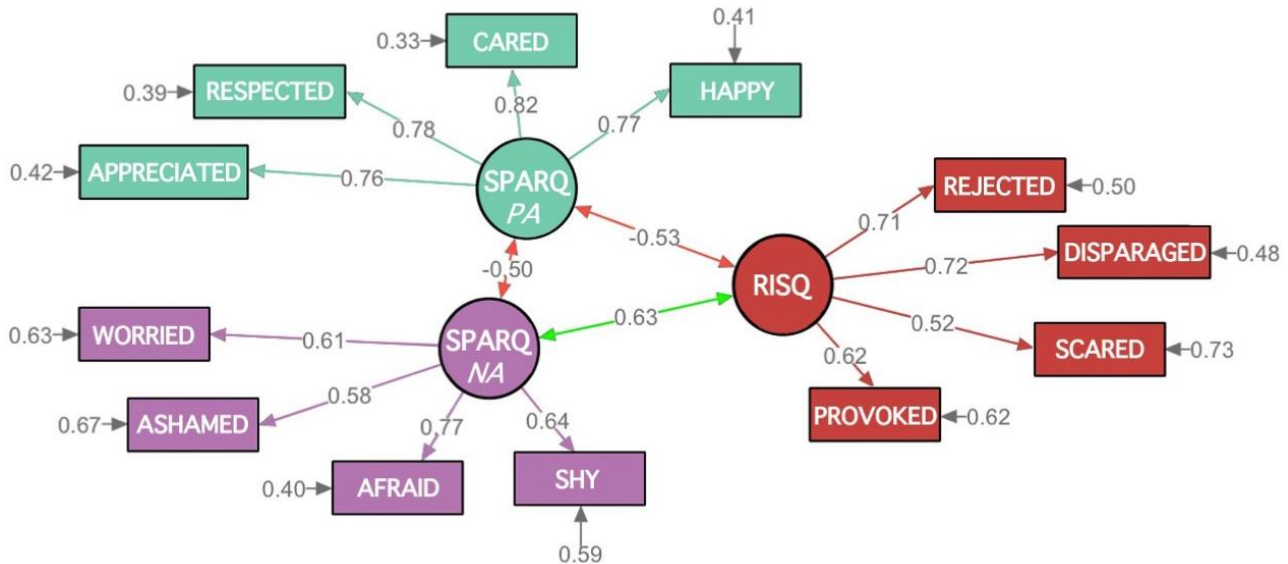 0.41
0.33
CARED
0.39
RESPECTED
HAPPY
0.82
0.78
0.77
0.42
APPRECIATED
0.76
SPARQ
PA
REJECTED
0.50
0.71
-0.53
DISPARAGED
0.48
0.72
-0.50
RISQ
0.63
0.63
WORRIED
0.61
SPARQ
NA
0.52
SCARED
0.73
0.62
0.58
0.67
ASHAMED
PROVOKED
0.62
0.77
0.64
0.40
AFRAID
SHY
0.59